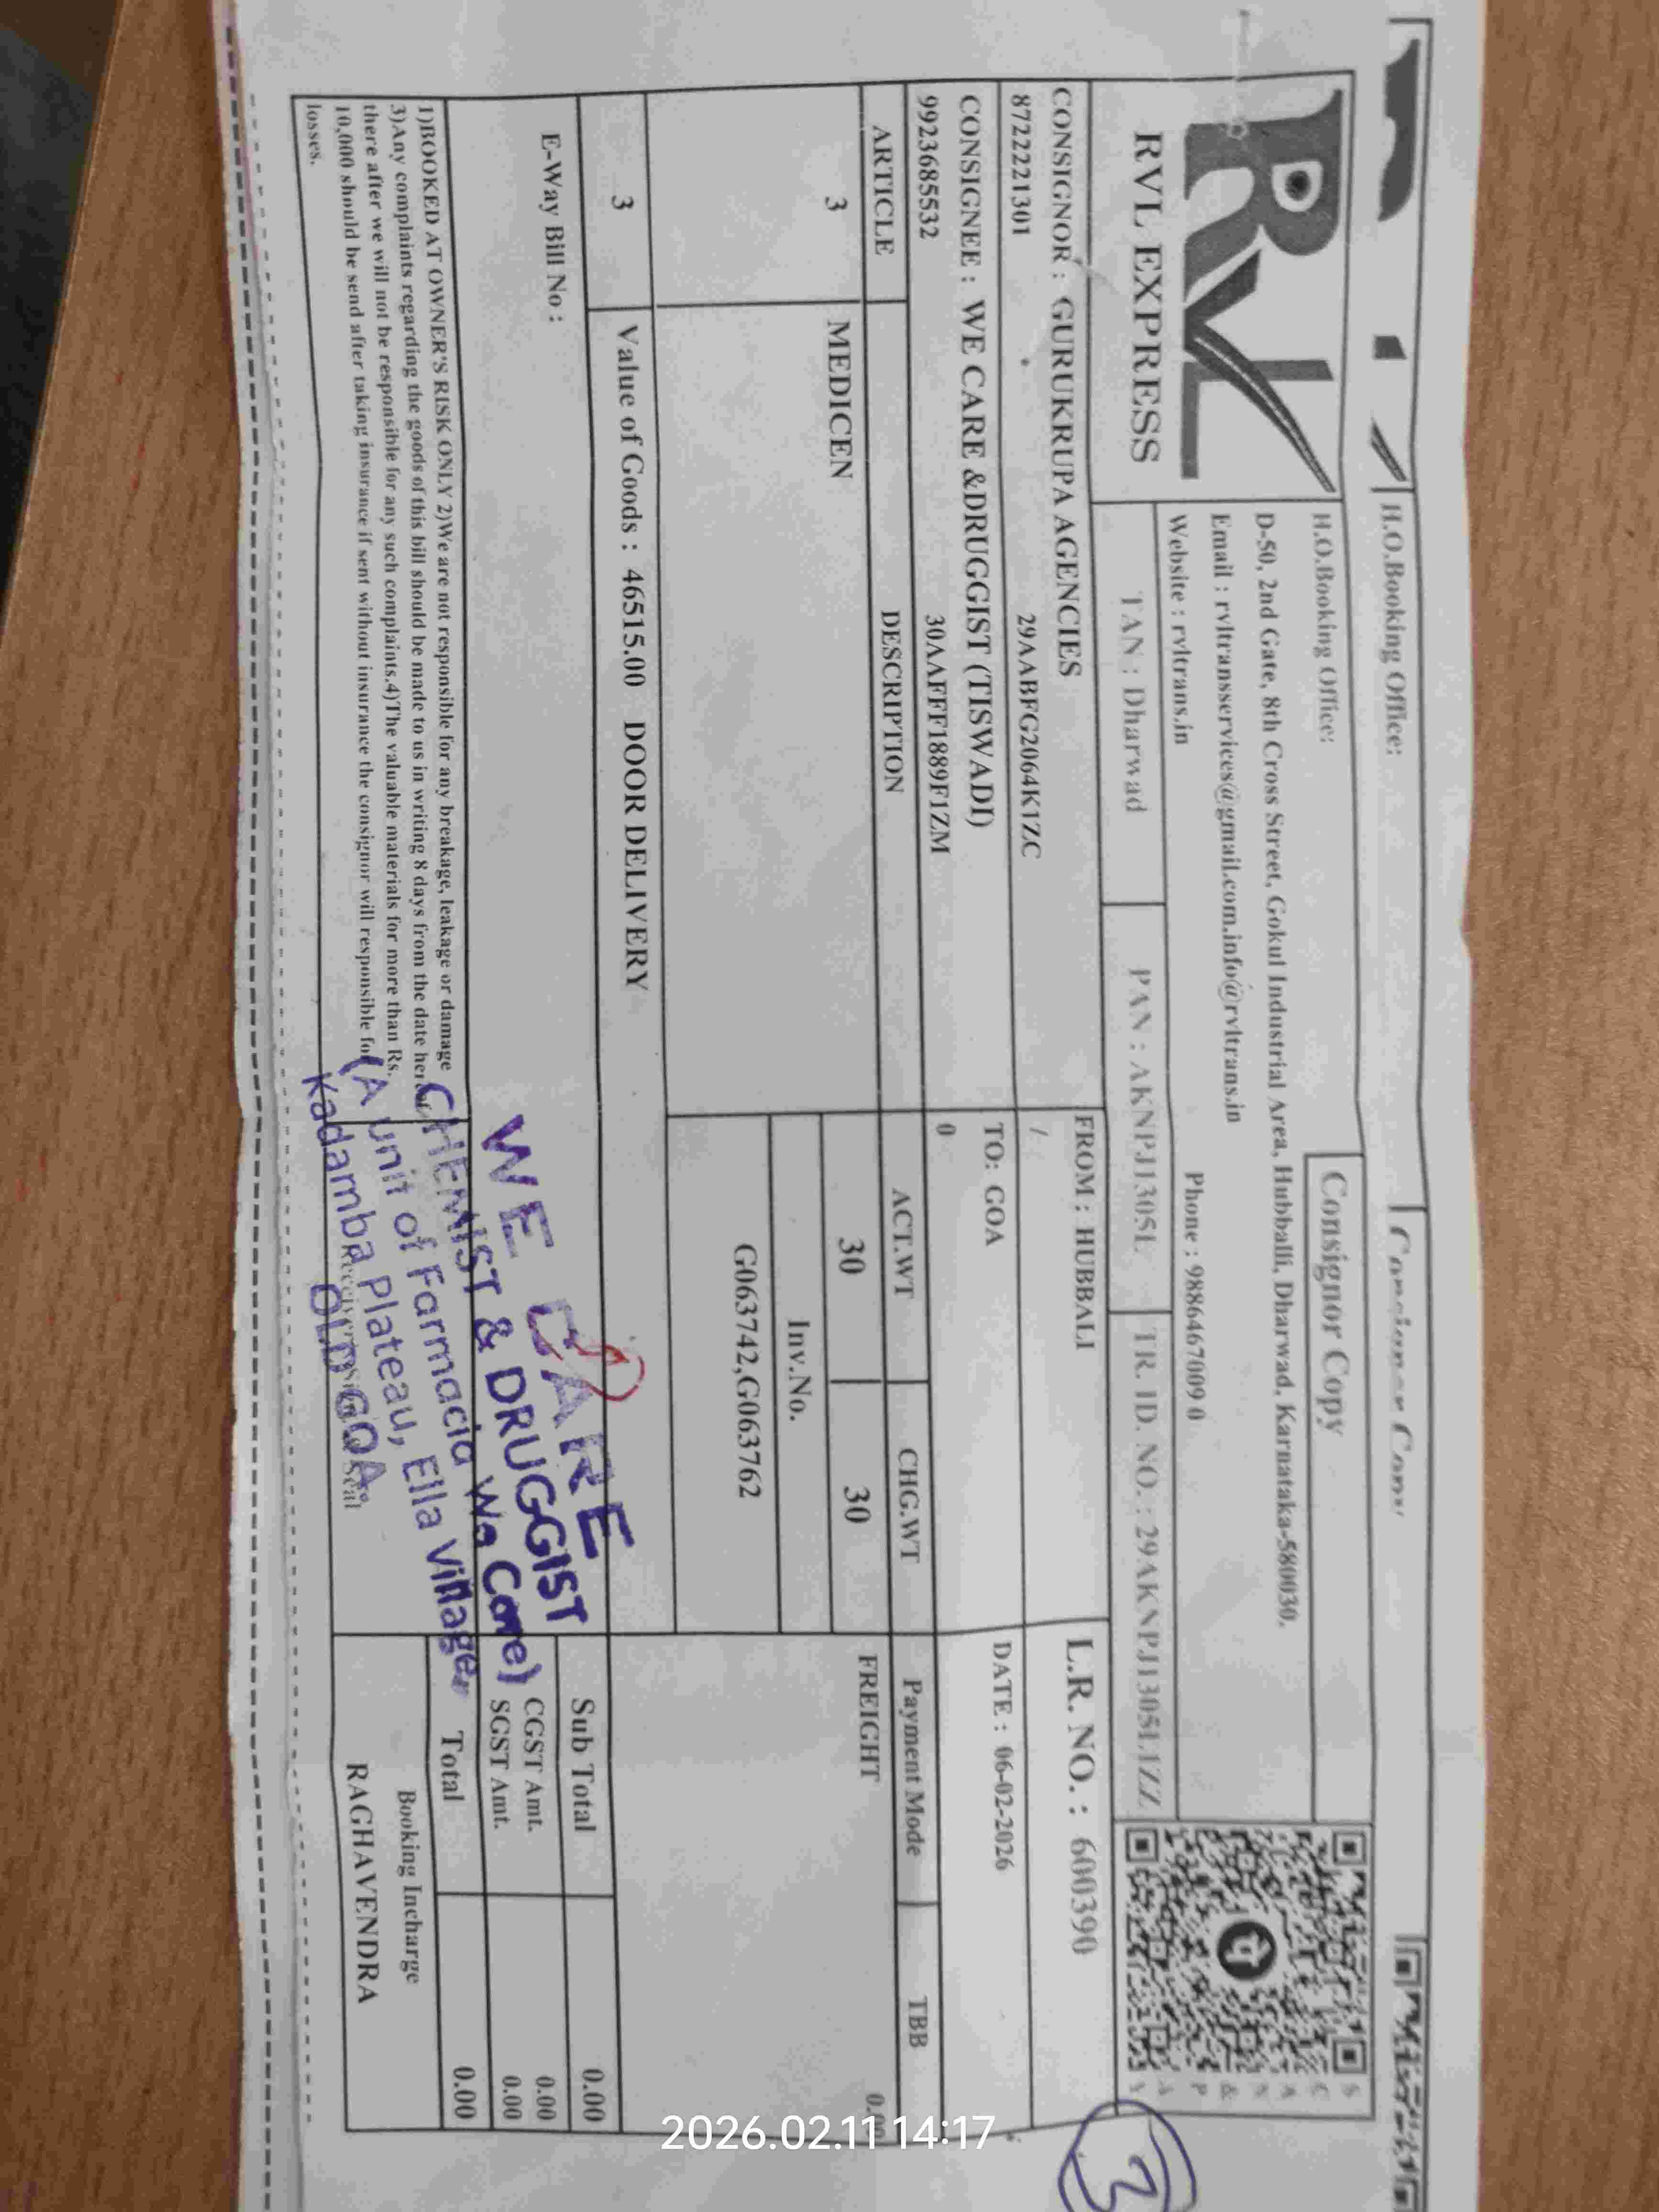 H.O.Booking Office:
RVL
RVL EXPRESS
H.O.Booking Office:
Consignor Copy
D-50, 2nd Gate, 8th Cross Street, Gokul Industrial Area, Hubballi, Dharwad, Karnataka-580030.
Email : rvltransservices@gmail.com.info@rvltrans.in
Website : rvltrans.in
Phone : 9886467009 0
SCAN & PAY
TAN : Dharwad
PAN : AKNPJ1305L
TR. ID. NO. : 29AKNPJ1305L1ZZ
CONSIGNOR : GURUKRUPA AGENCIES
8722221301 29AABFG2064K1ZC
FROM : HUBBALI
/
L.R. NO. : 600390
CONSIGNEE : WE CARE &DRUGGIST (TISWADI)
9923685532 30AAFFF1889F1ZM
TO: GOA
0
DATE : 06-02-2026
ARTICLE DESCRIPTION ACT.WT CHG.WT Payment Mode TBB
3 MEDICEN 30 30 FREIGHT 0.00
Inv.No.
G063742,G063762
3 Value of Goods : 46515.00 DOOR DELIVERY
Sub Total 0.00
E-Way Bill No :
CGST Amt. 0.00
SGST Amt. 0.00
Total 0.00
1)BOOKED AT OWNER'S RISK ONLY 2)We are not responsible for any breakage, leakage or damage
3)Any complaints regarding the goods of this bill should be made to us in writing 8 days from the date
there after we will not be responsible for any such complaints.4)The valuable materials for more than Rs.
10,000 should be send after taking insurance if sent without insurance the consignor will responsible for
losses.
WE CARE
CHEMIST & DRUGGIST
(A unit of Farmacia We Care)
Kadamba Plateau, Ella Village,
OLD GOA.
Booking Incharge
RAGHAVENDRA
3
2026.02.11 14:17